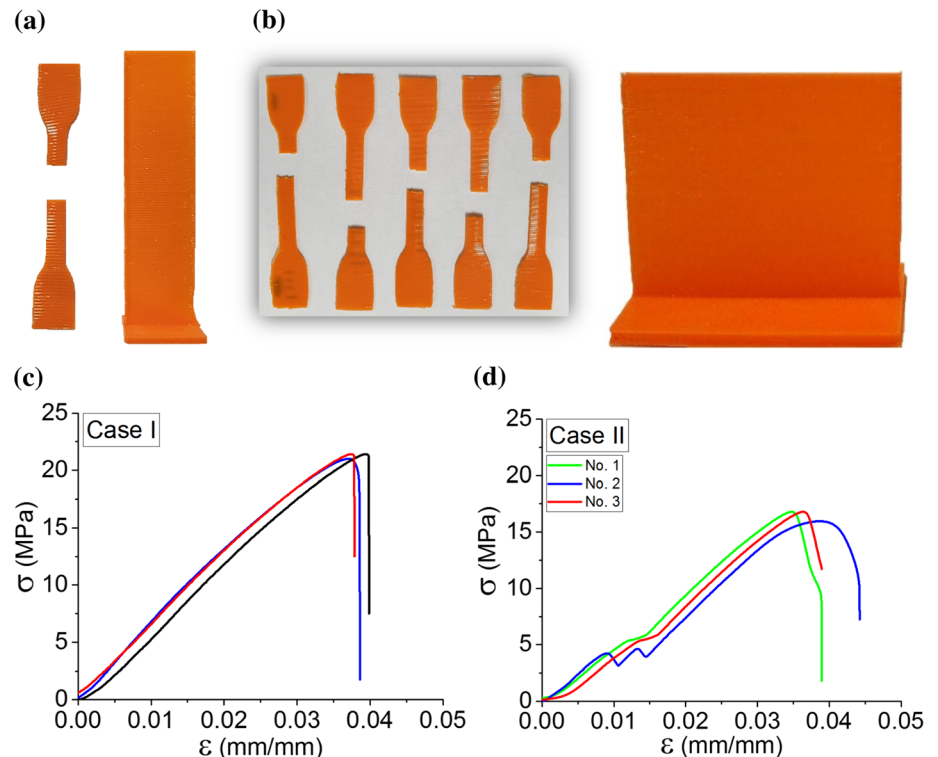 (a)
(b)
(c)
(d)
25
20
15
10
5
0
σ (MPa)
Case I
0.00 0.01 0.02 0.03 0.04 0.05
ε (mm/mm)
25
20
15
10
5
0
σ (MPa)
Case II
No. 1
No. 2
No. 3
0.00 0.01 0.02 0.03 0.04 0.05
ε (mm/mm)